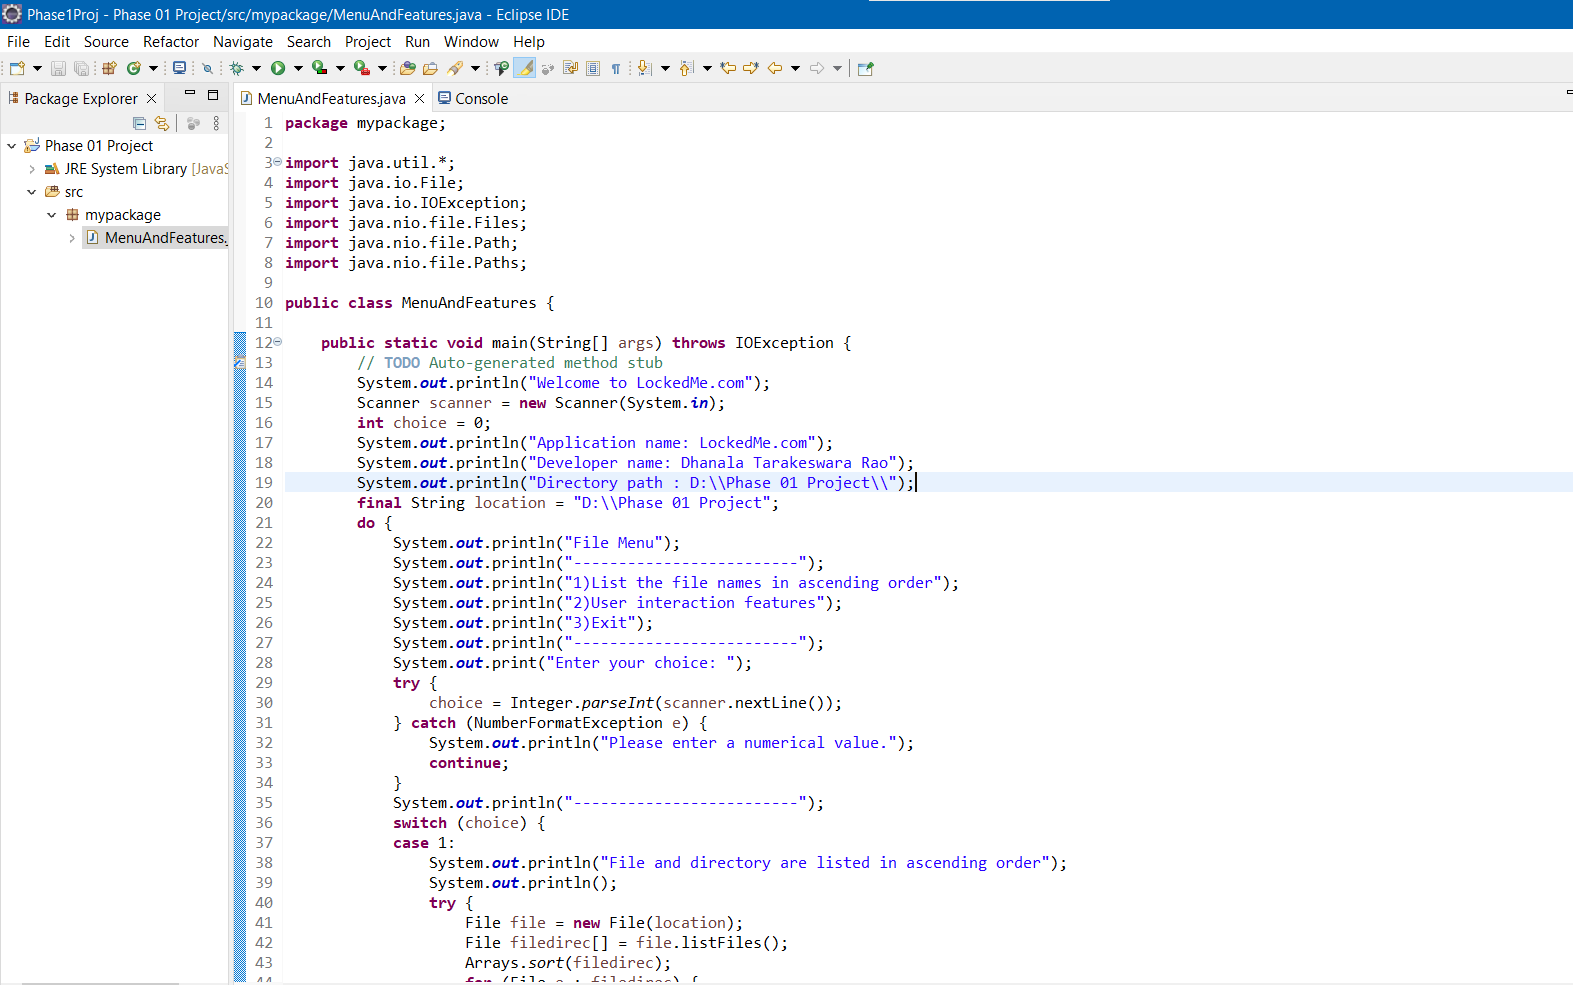 Phase1Proj - Phase 01 Project/src/mypackage/MenuAndFeatures.java - Eclipse IDE
File Edit Source Refactor Navigate Search Project Run Window Help
Package Explorer
MenuAndFeatures.java
Console
Phase 01 Project
JRE System Library [JavaS
src
mypackage
MenuAndFeatures.
1 package mypackage;
2
3 import java.util.*;
4 import java.io.File;
5 import java.io.IOException;
6 import java.nio.file.Files;
7 import java.nio.file.Path;
8 import java.nio.file.Paths;
9
10 public class MenuAndFeatures {
11
12     public static void main(String[] args) throws IOException {
13         // TODO Auto-generated method stub
14         System.out.println("Welcome to LockedMe.com");
15         Scanner scanner = new Scanner(System.in);
16         int choice = 0;
17         System.out.println("Application name: LockedMe.com");
18         System.out.println("Developer name: Dhanala Tarakeswara Rao");
19         System.out.println("Directory path : D:\\Phase 01 Project\\");
20         final String location = "D:\\Phase 01 Project";
21         do {
22             System.out.println("File Menu");
23             System.out.println("-------------------------");
24             System.out.println("1)List the file names in ascending order");
25             System.out.println("2)User interaction features");
26             System.out.println("3)Exit");
27             System.out.println("-------------------------");
28             System.out.print("Enter your choice: ");
29             try {
30                 choice = Integer.parseInt(scanner.nextLine());
31             } catch (NumberFormatException e) {
32                 System.out.println("Please enter a numerical value.");
33                 continue;
34             }
35             System.out.println("-------------------------");
36             switch (choice) {
37             case 1:
38                 System.out.println("File and directory are listed in ascending order");
39                 System.out.println();
40                 try {
41                     File file = new File(location);
42                     File filedirec[] = file.listFiles();
43                     Arrays.sort(filedirec);
44                     for (File e : filedirec) {